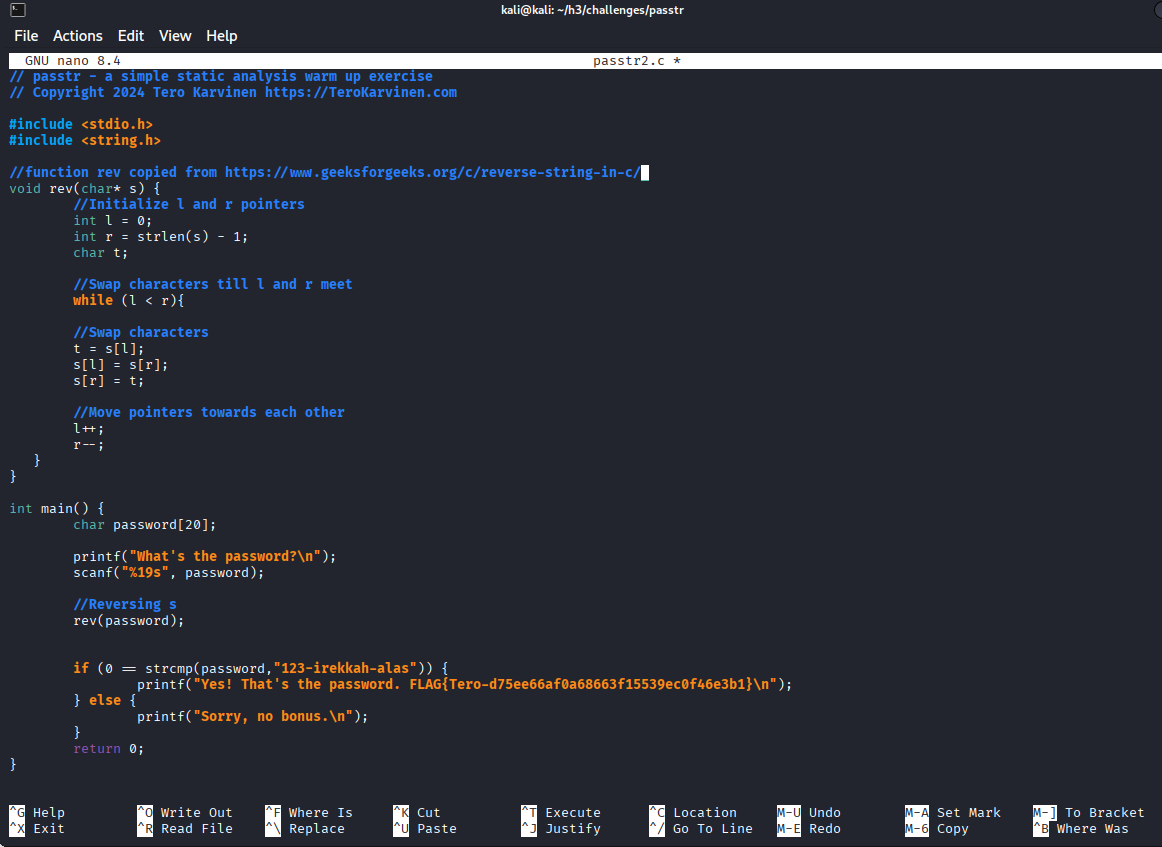 kali@kali: ~/h3/challenges/passtr
File Actions Edit View Help
GNU nano 8.4 passtr2.c *
// passtr - a simple static analysis warm up exercise
// Copyright 2024 Tero Karvinen https://TeroKarvinen.com
#include <stdio.h>
#include <string.h>
//function rev copied from https://www.geeksforgeeks.org/c/reverse-string-in-c/
void rev(char* s) {
//Initialize l and r pointers
int l = 0;
int r = strlen(s) - 1;
char t;
//Swap characters till l and r meet
while (l < r){
//Swap characters
t = s[l];
s[l] = s[r];
s[r] = t;
//Move pointers towards each other
l++;
r--;
}
}
int main() {
char password[20];
printf("What's the password?\n");
scanf("%19s", password);
//Reversing s
rev(password);
if (0 == strcmp(password,"123-irekkah-alas")) {
printf("Yes! That's the password. FLAG{Tero-d75ee66af0a68663f15539ec0f46e3b1}\n");
} else {
printf("Sorry, no bonus.\n");
}
return 0;
}
^G Help ^O Write Out ^F Where Is ^K Cut ^T Execute ^C Location M-U Undo M-A Set Mark M-] To Bracket
^X Exit ^R Read File ^\ Replace ^U Paste ^J Justify ^/ Go To Line M-E Redo M-6 Copy ^B Where Was